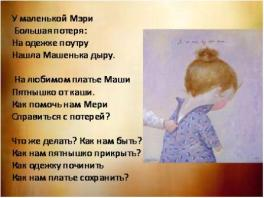 У маленькой Мэри
Большая потеря:
На одежке поутру
Нашла Машенька дыру.
На любимом платье Маши
Пятнышко от каши.
Как помочь нам Мери
Справиться с потерей?
Что же делать? Как нам быть?
Как нам пятнышко прикрыть?
Как нам одежку починить
Как нам платье сохранить?